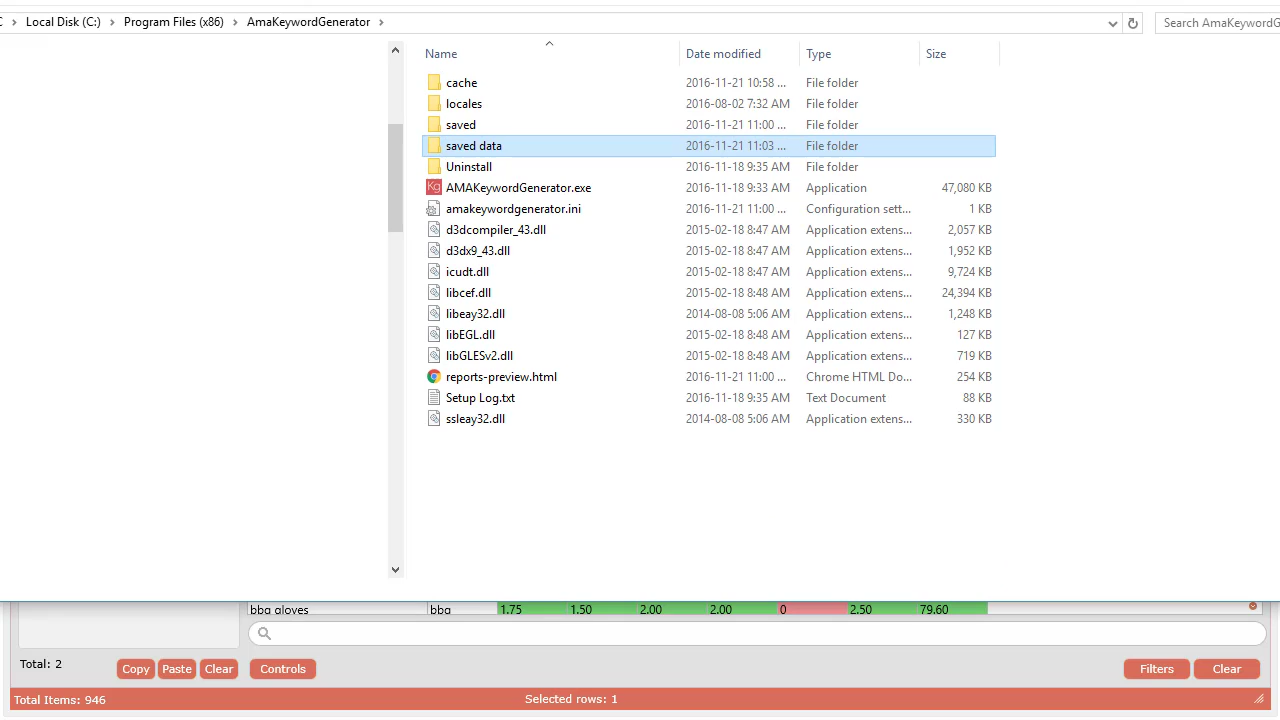 C > Local Disk (C:) > Program Files (x86) > AmaKeywordGenerator > Search AmaKeywordG
Name Date modified Type Size
cache 2016-11-21 10:58 ... File folder
locales 2016-08-02 7:32 AM File folder
saved 2016-11-21 11:00 ... File folder
saved data 2016-11-21 11:03 ... File folder
Uninstall 2016-11-18 9:35 AM File folder
Kg AMAKeywordGenerator.exe 2016-11-18 9:33 AM Application 47,080 KB
amakeywordgenerator.ini 2016-11-21 11:00 ... Configuration sett... 1 KB
d3dcompiler_43.dll 2015-02-18 8:47 AM Application extens... 2,057 KB
d3dx9_43.dll 2015-02-18 8:47 AM Application extens... 1,952 KB
icudt.dll 2015-02-18 8:47 AM Application extens... 9,724 KB
libcef.dll 2015-02-18 8:48 AM Application extens... 24,394 KB
libeay32.dll 2014-08-08 5:06 AM Application extens... 1,248 KB
libEGL.dll 2015-02-18 8:48 AM Application extens... 127 KB
libGLESv2.dll 2015-02-18 8:48 AM Application extens... 719 KB
reports-preview.html 2016-11-21 11:00 ... Chrome HTML Do... 254 KB
Setup Log.txt 2016-11-18 9:35 AM Text Document 88 KB
ssleay32.dll 2014-08-08 5:06 AM Application extens... 330 KB
bbq gloves bbq 1.75 1.50 2.00 2.00 0 2.50 79.60
Total: 2 Copy Paste Clear Controls Filters Clear
Total Items: 946 Selected rows: 1